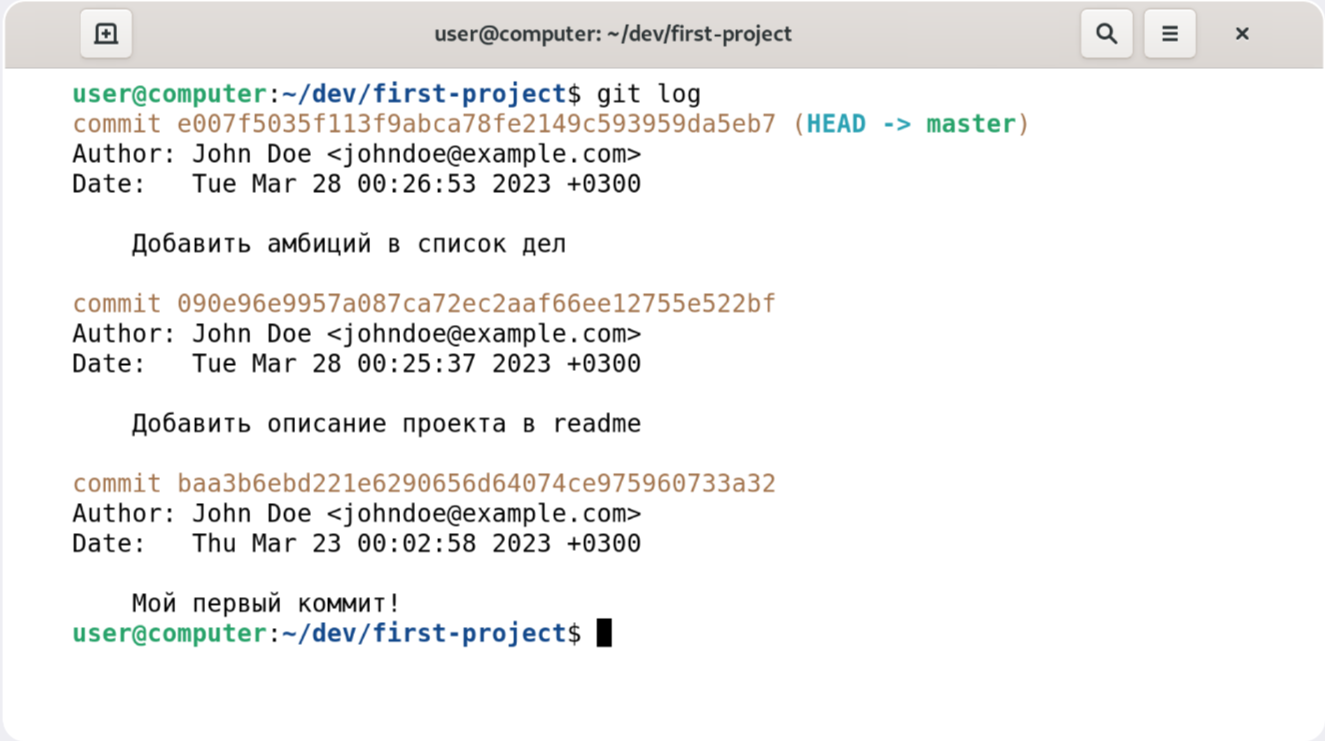 user@computer: ~/dev/first-project
user@computer:~/dev/first-project$ git log
commit e007f5035f113f9abca78fe2149c593959da5eb7 (HEAD -> master)
Author: John Doe <johndoe@example.com>
Date:   Tue Mar 28 00:26:53 2023 +0300
    Добавить амбиций в список дел
commit 090e96e9957a087ca72ec2aaf66ee12755e522bf
Author: John Doe <johndoe@example.com>
Date:   Tue Mar 28 00:25:37 2023 +0300
    Добавить описание проекта в readme
commit baa3b6ebd221e6290656d64074ce975960733a32
Author: John Doe <johndoe@example.com>
Date:   Thu Mar 23 00:02:58 2023 +0300
    Мой первый коммит!
user@computer:~/dev/first-project$